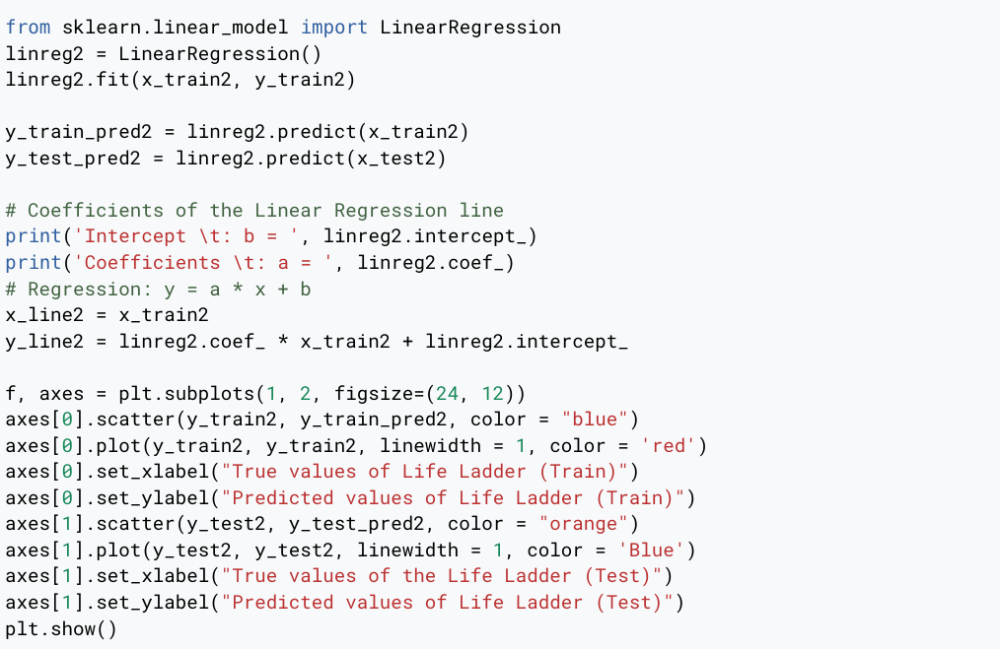 from sklearn.linear_model import LinearRegression
linreg2 = LinearRegression()
linreg2.fit(x_train2, y_train2)

y_train_pred2 = linreg2.predict(x_train2)
y_test_pred2 = linreg2.predict(x_test2)

# Coefficients of the Linear Regression line
print('Intercept \t: b = ', linreg2.intercept_)
print('Coefficients \t: a = ', linreg2.coef_)
# Regression: y = a * x + b
x_line2 = x_train2
y_line2 = linreg2.coef_ * x_train2 + linreg2.intercept_

f, axes = plt.subplots(1, 2, figsize=(24, 12))
axes[0].scatter(y_train2, y_train_pred2, color = "blue")
axes[0].plot(y_train2, y_train2, linewidth = 1, color = 'red')
axes[0].set_xlabel("True values of Life Ladder (Train)")
axes[0].set_ylabel("Predicted values of Life Ladder (Train)")
axes[1].scatter(y_test2, y_test_pred2, color = "orange")
axes[1].plot(y_test2, y_test2, linewidth = 1, color = 'Blue')
axes[1].set_xlabel("True values of the Life Ladder (Test)")
axes[1].set_ylabel("Predicted values of Life Ladder (Test)")
plt.show()